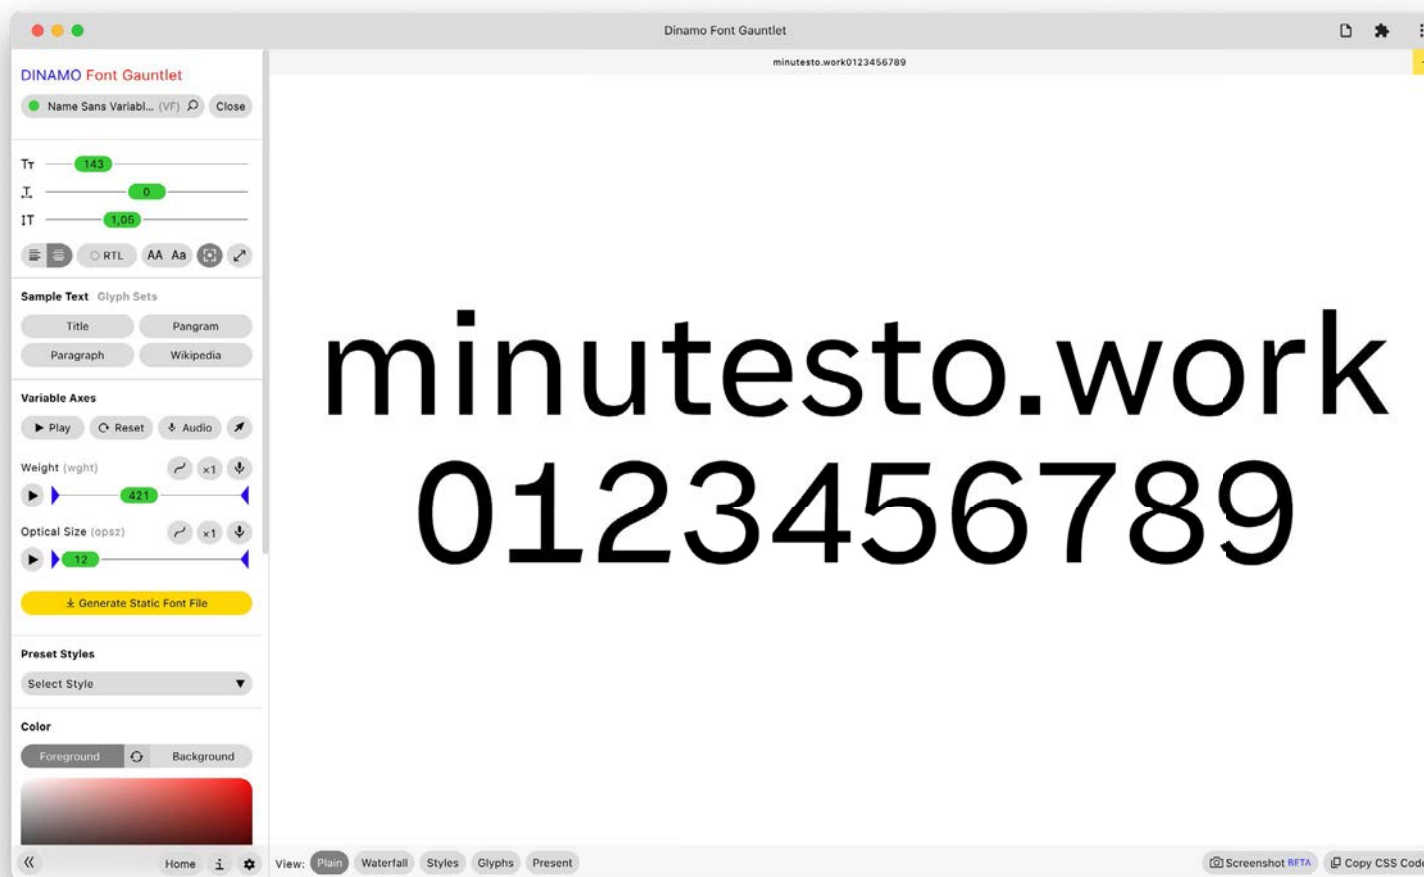 Dinamo Font Gauntlet
DINAMO Font Gauntlet
Name Sans Variabl... (VF)
Close
Tт 143
T 0
↕T 1,05
RTL AA Aa
Sample Text Glyph Sets
Title Pangram
Paragraph Wikipedia
Variable Axes
Play Reset Audio
Weight (wght) ×1
421
Optical Size (opsz) ×1
12
Generate Static Font File
Preset Styles
Select Style
Color
Foreground Background
Home i
minutesto.work0123456789
minutesto.work
0123456789
View: Plain Waterfall Styles Glyphs Present
Screenshot BETA Copy CSS Code